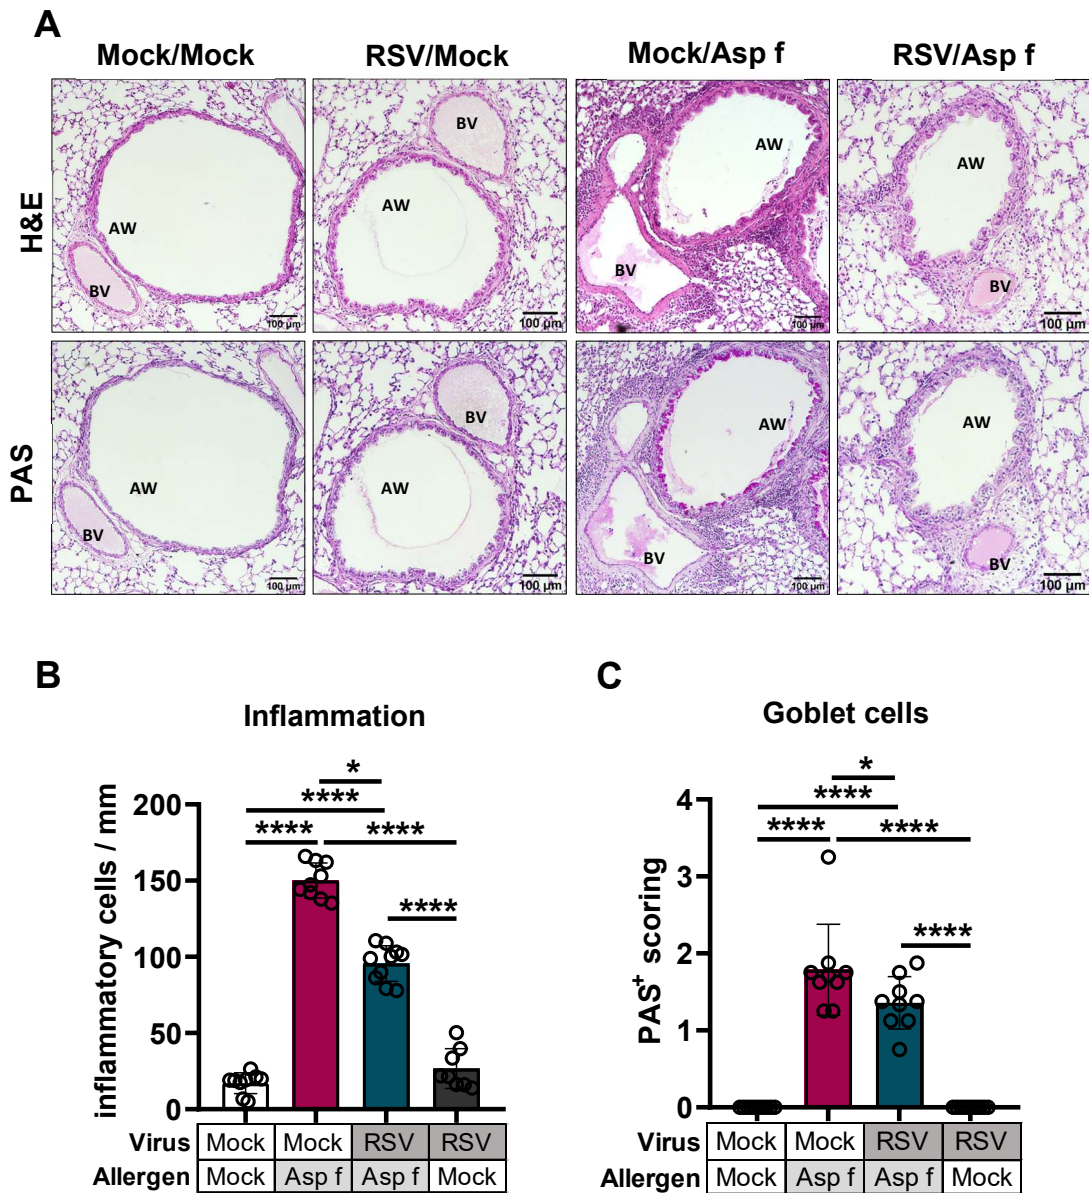 A
Mock/Mock RSV/Mock Mock/Asp f RSV/Asp f
H&E
AW BV 100 µm
BV AW 100 µm
AW BV 100 µm
AW BV 100 µm
PAS
AW BV 100 µm
BV AW 100 µm
AW BV 100 µm
AW BV 100 µm
B
Inflammation
inflammatory cells / mm
200
150
100
50
0
*
****
**** ****
****
Virus Mock Mock RSV RSV
Allergen Mock Asp f Asp f Mock
C
Goblet cells
PAS+ scoring
4
3
2
1
0
*
****
**** ****
****
Virus Mock Mock RSV RSV
Allergen Mock Asp f Asp f Mock